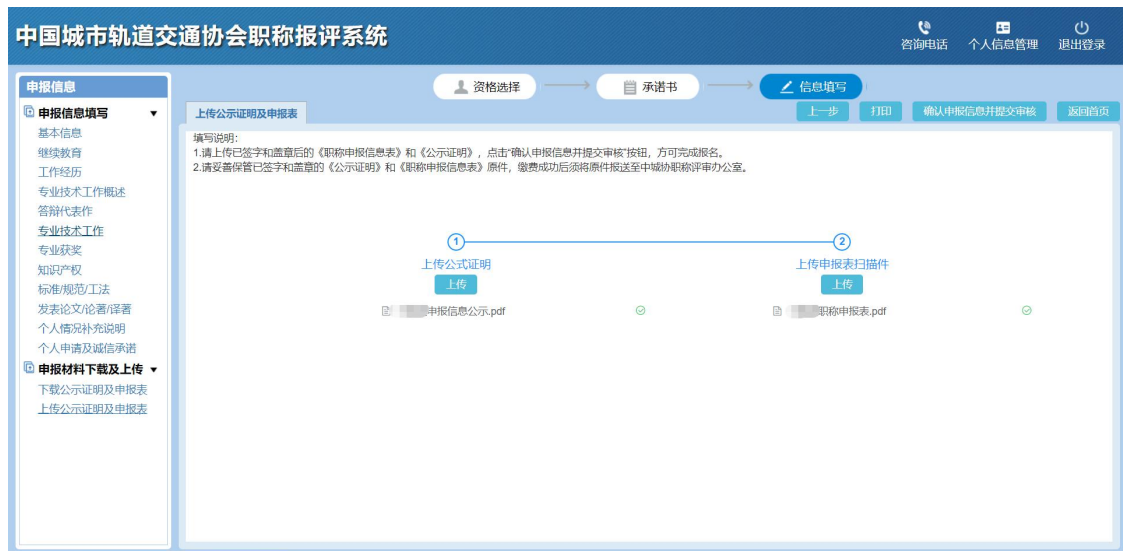 中国城市轨道交通协会职称报评系统
咨询电话 个人信息管理 退出登录
申报信息
资格选择 承诺书 信息填写
上传公示证明及申报表
上一步 打印 确认申报信息并提交审核 返回首页
申报信息填写
基本信息
继续教育
工作经历
专业技术工作概述
答辩代表作
专业技术工作
专业获奖
知识产权
标准/规范/工法
发表论文/论著/译著
个人情况补充说明
个人申请及诚信承诺
申报材料下载及上传
下载公示证明及申报表
上传公示证明及申报表
填写说明:
1.请上传已签字和盖章后的《职称申报信息表》和《公示证明》，点击"确认申报信息并提交审核"按钮，方可完成报名。
2.请妥善保管已签字和盖章的《公示证明》和《职称申报信息表》原件，缴费成功后须将原件报送至中城协职称评审办公室。
1 2
上传公式证明 上传申报表扫描件
上传 上传
申报信息公示.pdf 职称申报表.pdf